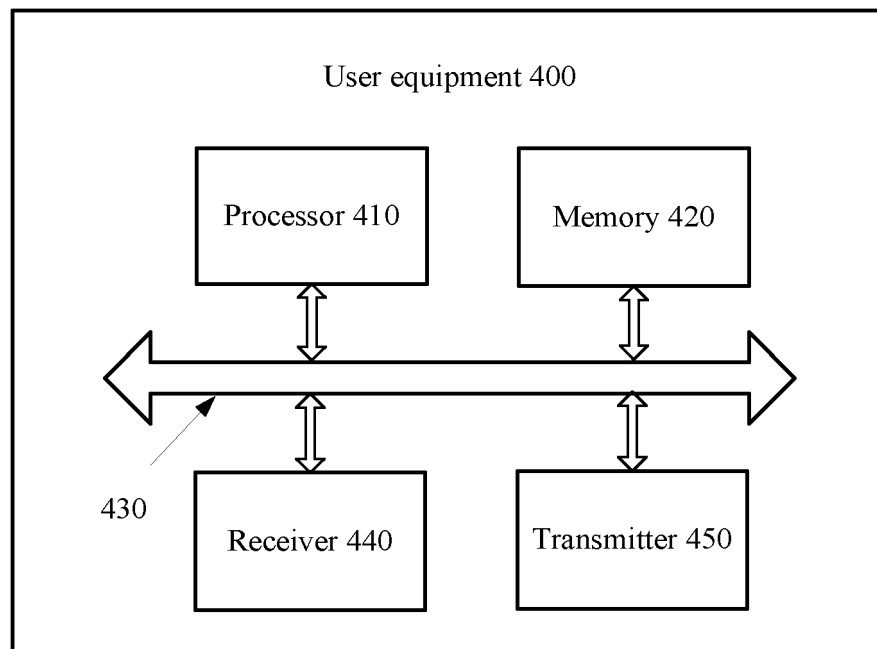 User equipment 400
Processor 410
Memory 420
430
Receiver 440
Transmitter 450